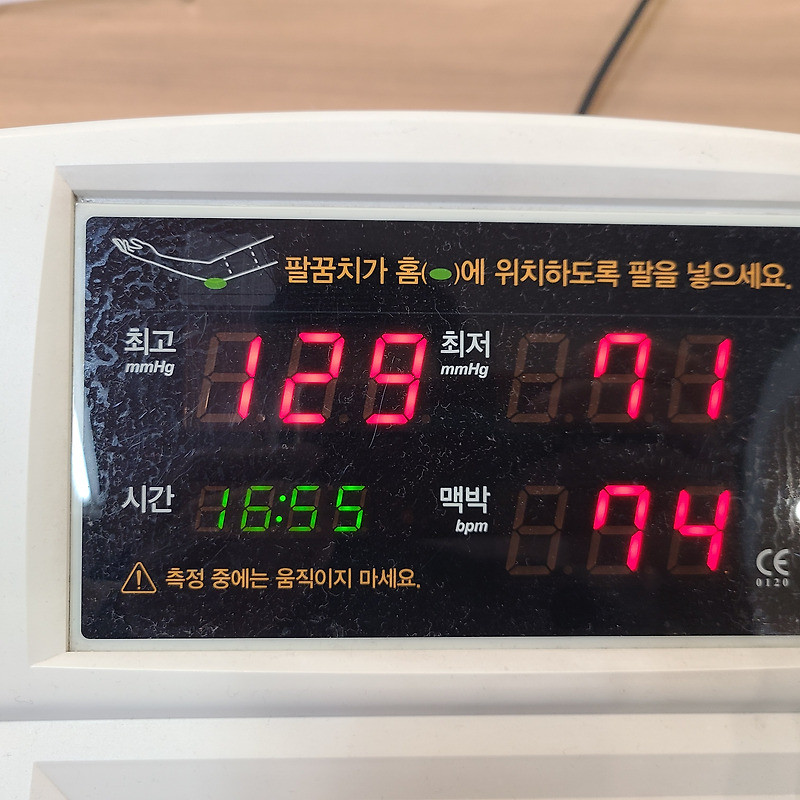 팔꿈치가 홈( )에 위치하도록 팔을 넣으세요.
최고 mmHg 129 최저 mmHg 71
시간 16:55 맥박 bpm 74
측정 중에는 움직이지 마세요.
CE 0120